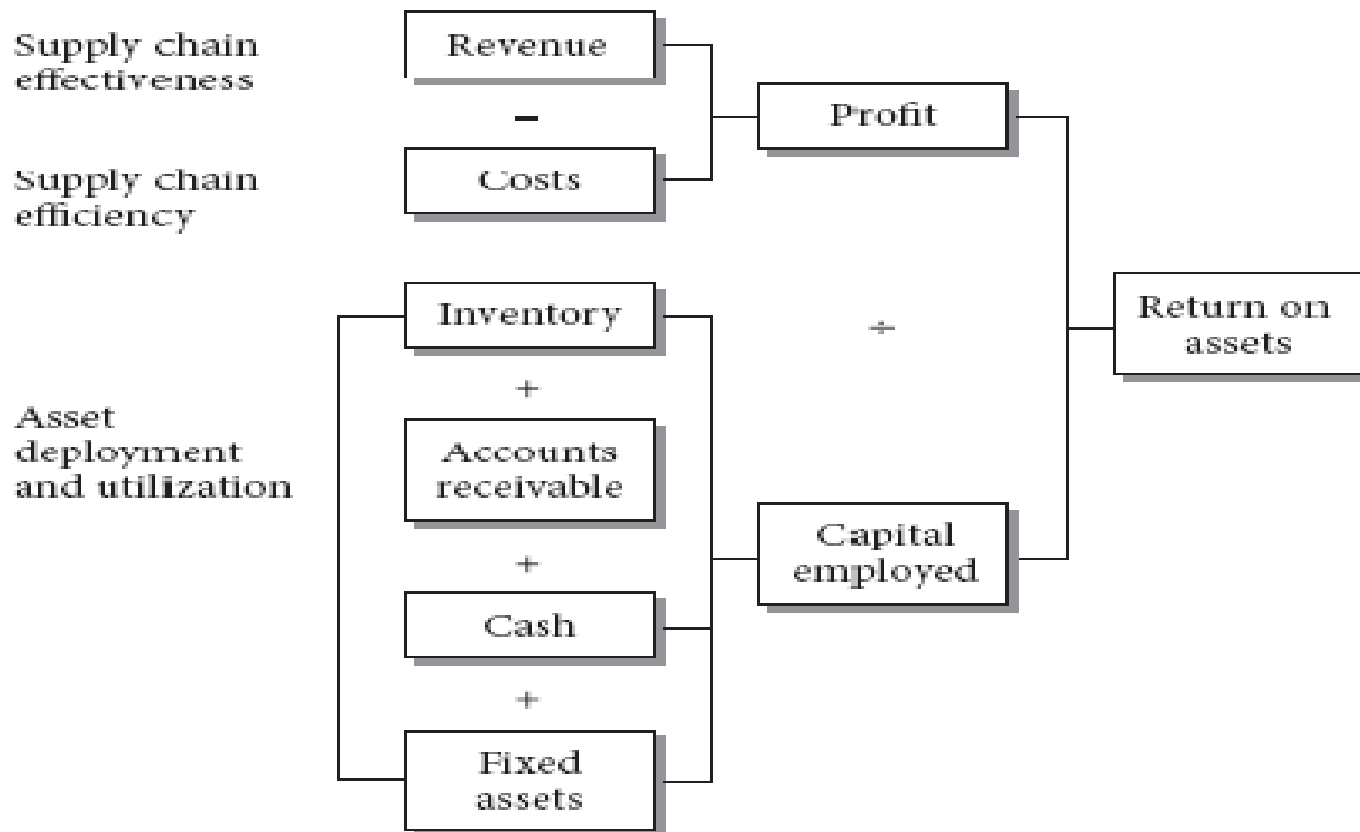 Supply chain
effectiveness
Revenue
−
Profit
Supply chain
efficiency
Costs
Inventory
÷
Return on
assets
+
Asset
deployment
and utilization
Accounts
receivable
+
Capital
employed
Cash
+
Fixed
assets